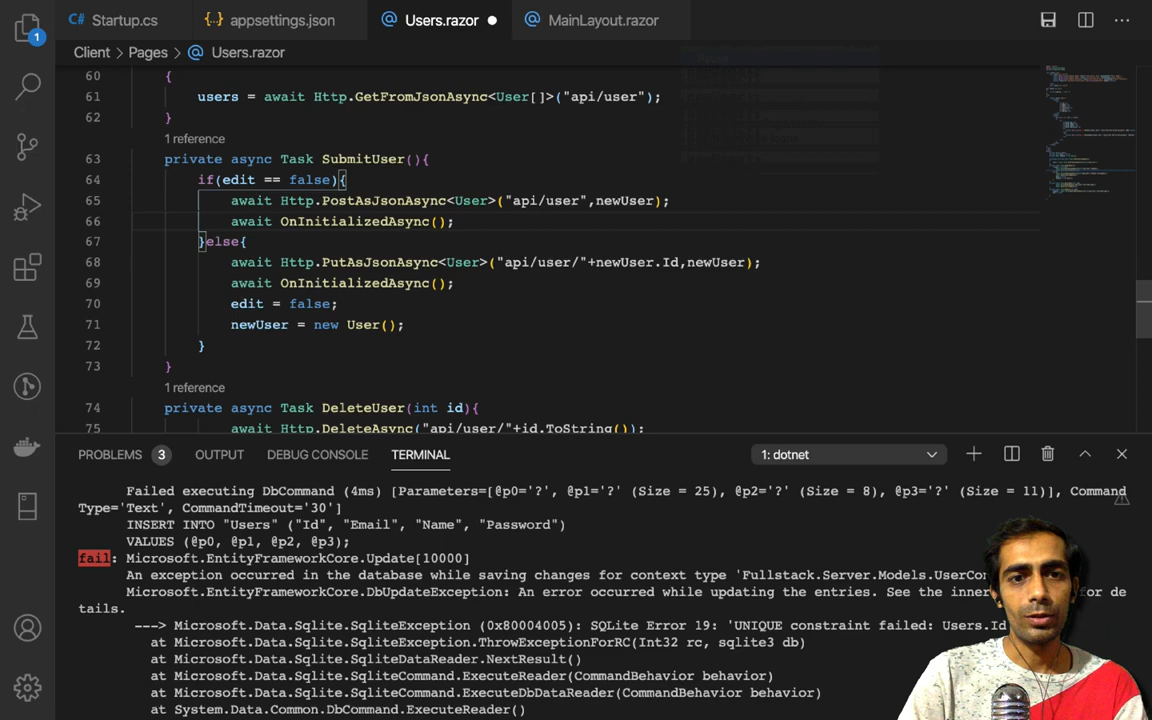 Startup.cs
appsettings.json
Users.razor
MainLayout.razor
1
Client > Pages > Users.razor
60 {
61 users = await Http.GetFromJsonAsync<User[]>("api/user");
62 }
1 reference
63 private async Task SubmitUser(){
64 if(edit == false){
65 await Http.PostAsJsonAsync<User>("api/user",newUser);
66 await OnInitializedAsync();
67 }else{
68 await Http.PutAsJsonAsync<User>("api/user/"+newUser.Id,newUser);
69 await OnInitializedAsync();
70 edit = false;
71 newUser = new User();
72 }
73 }
1 reference
74 private async Task DeleteUser(int id){
75 await Http.DeleteAsync("api/user/"+id.ToString());
PROBLEMS 3 OUTPUT DEBUG CONSOLE TERMINAL 1: dotnet
Failed executing DbCommand (4ms) [Parameters=[@p0='?', @p1='?' (Size = 25), @p2='?' (Size = 8), @p3='?' (Size = 11)], Command
Type='Text', CommandTimeout='30']
INSERT INTO "Users" ("Id", "Email", "Name", "Password")
VALUES (@p0, @p1, @p2, @p3);
fail: Microsoft.EntityFrameworkCore.Update[10000]
An exception occurred in the database while saving changes for context type 'Fullstack.Server.Models.UserCo
Microsoft.EntityFrameworkCore.DbUpdateException: An error occurred while updating the entries. See the inner for de
tails.
---> Microsoft.Data.Sqlite.SqliteException (0x80004005): SQLite Error 19: 'UNIQUE constraint failed: Users.Id
at Microsoft.Data.Sqlite.SqliteException.ThrowExceptionForRC(Int32 rc, sqlite3 db)
at Microsoft.Data.Sqlite.SqliteDataReader.NextResult()
at Microsoft.Data.Sqlite.SqliteCommand.ExecuteReader(CommandBehavior behavior)
at Microsoft.Data.Sqlite.SqliteCommand.ExecuteDbDataReader(CommandBehavior behavior)
at System.Data.Common.DbCommand.ExecuteReader()